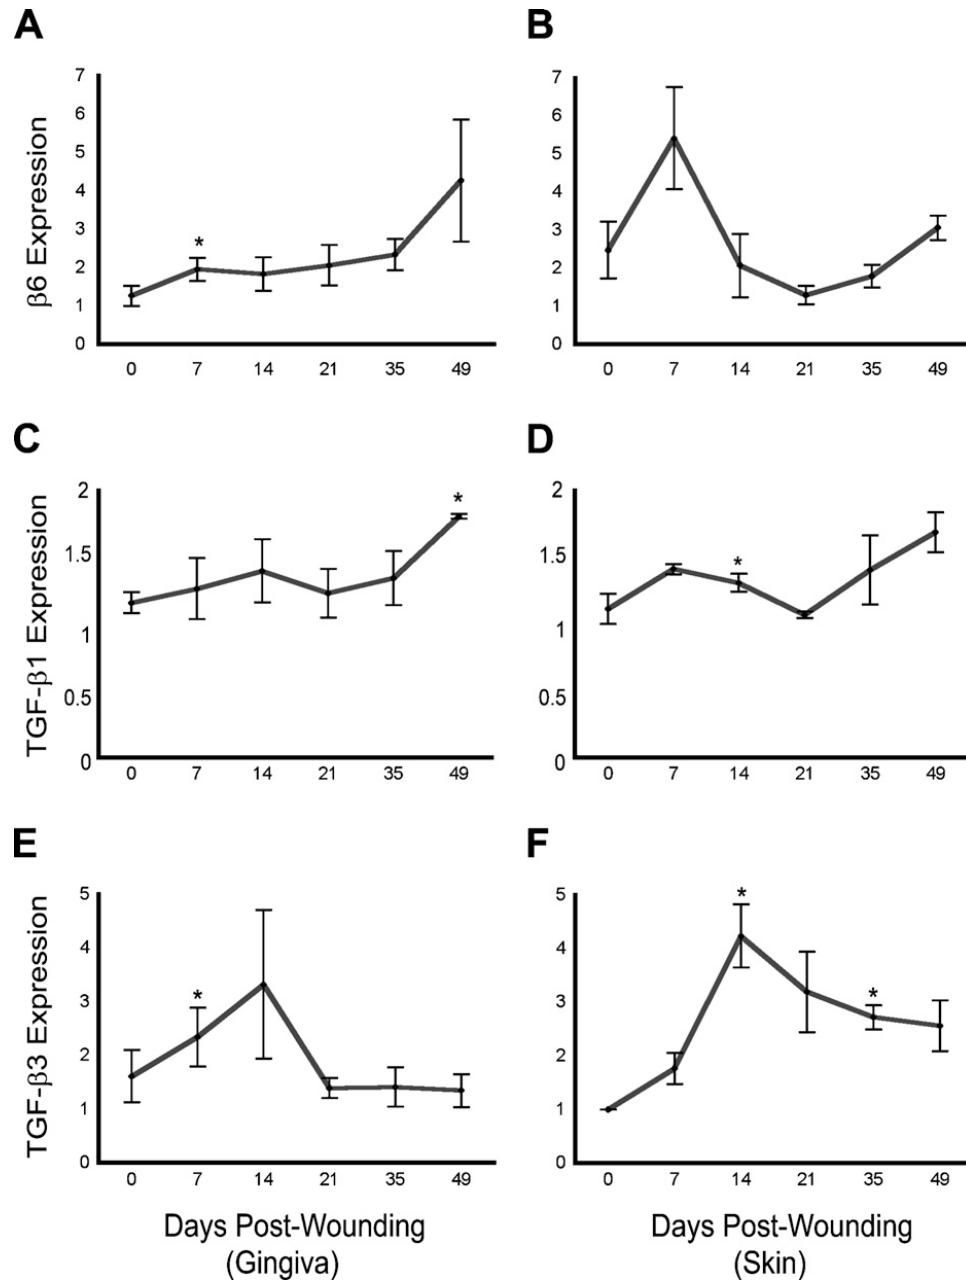 A
B
β6 Expression
7
6
5
4
3
2
1
0
*
0 7 14 21 35 49
7
6
5
4
3
2
1
0
0 7 14 21 35 49
C
D
TGF-β1 Expression
2
1.5
1
0.5
0
*
0 7 14 21 35 49
2
1.5
1
0.5
0
*
0 7 14 21 35 49
E
F
TGF-β3 Expression
5
4
3
2
1
0
*
0 7 14 21 35 49
5
4
3
2
1
0
*
*
0 7 14 21 35 49
Days Post-Wounding
(Gingiva)
Days Post-Wounding
(Skin)